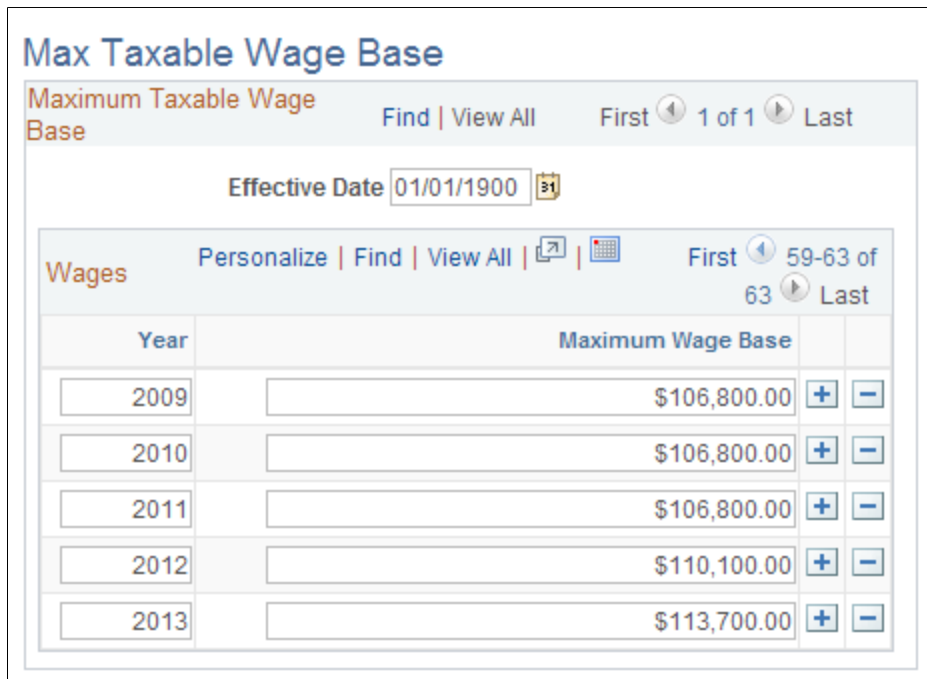 Max Taxable Wage Base
Maximum Taxable Wage
Base
Find | View All
First 1 of 1 Last
Effective Date 01/01/1900 31
Wages
Personalize | Find | View All | |
First 59-63 of
63 Last
Year Maximum Wage Base
2009 $106,800.00 + −
2010 $106,800.00 + −
2011 $106,800.00 + −
2012 $110,100.00 + −
2013 $113,700.00 + −